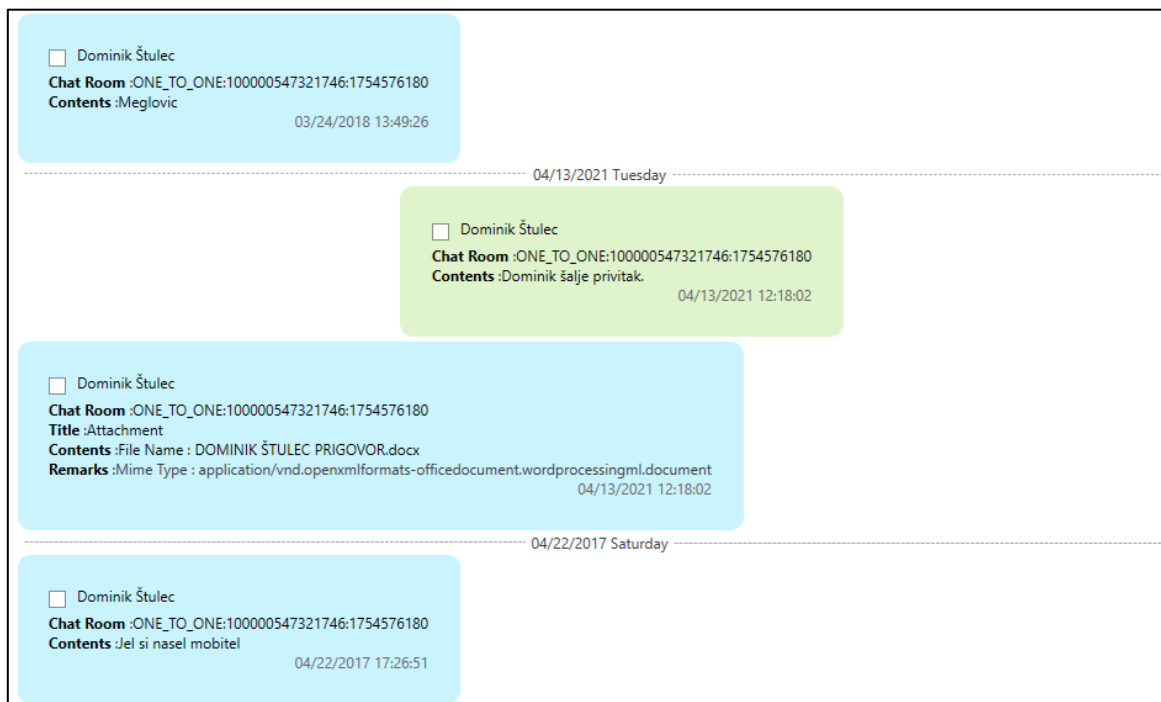 Dominik Štulec
Chat Room :ONE_TO_ONE:100000547321746:1754576180
Contents :Meglovic
03/24/2018 13:49:26
04/13/2021 Tuesday
Dominik Štulec
Chat Room :ONE_TO_ONE:100000547321746:1754576180
Contents :Dominik šalje privitak.
04/13/2021 12:18:02
Dominik Štulec
Chat Room :ONE_TO_ONE:100000547321746:1754576180
Title :Attachment
Contents :File Name : DOMINIK ŠTULEC PRIGOVOR.docx
Remarks :Mime Type : application/vnd.openxmlformats-officedocument.wordprocessingml.document
04/13/2021 12:18:02
04/22/2017 Saturday
Dominik Štulec
Chat Room :ONE_TO_ONE:100000547321746:1754576180
Contents :Jel si nasel mobitel
04/22/2017 17:26:51